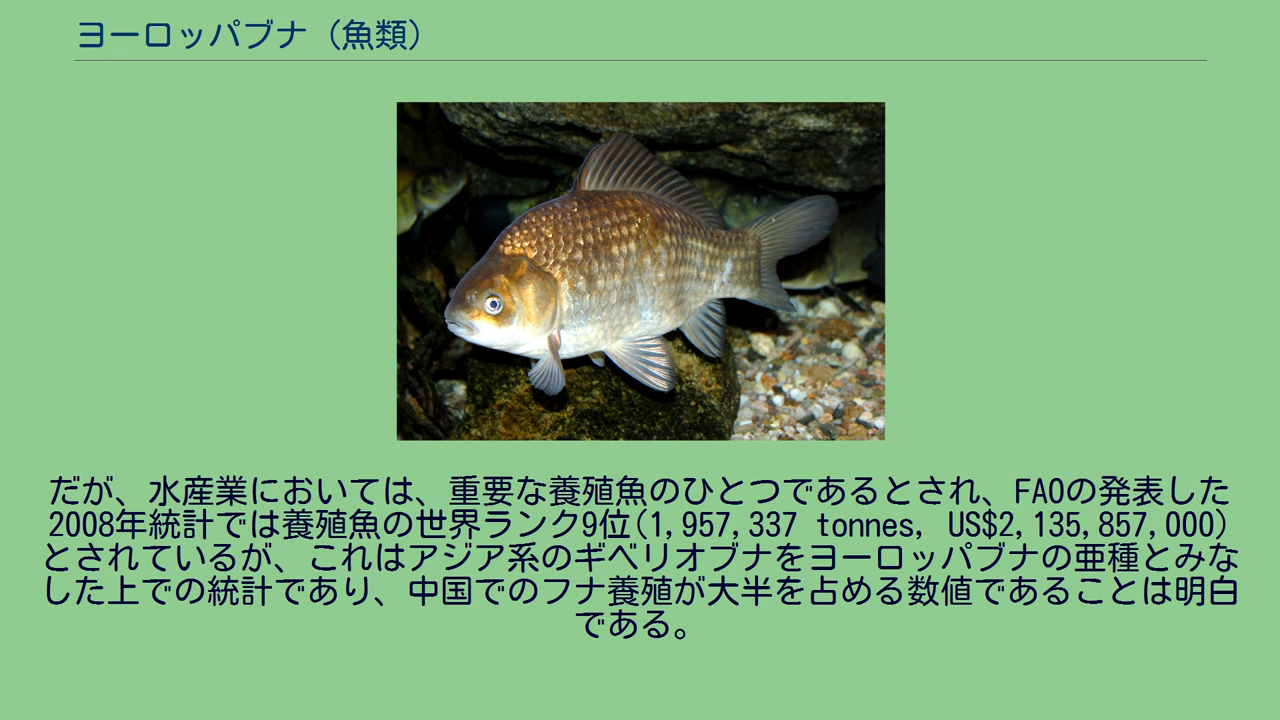 ヨーロッパブナ（魚類）
だが、水産業においては、重要な養殖魚のひとつであるとされ、FAOの発表した
2008年統計では養殖魚の世界ランク9位(1,957,337 tonnes, US$2,135,857,000)
とされているが、これはアジア系のギベリオブナをヨーロッパブナの亜種とみな
した上での統計であり、中国でのフナ養殖が大半を占める数値であることは明白
である。